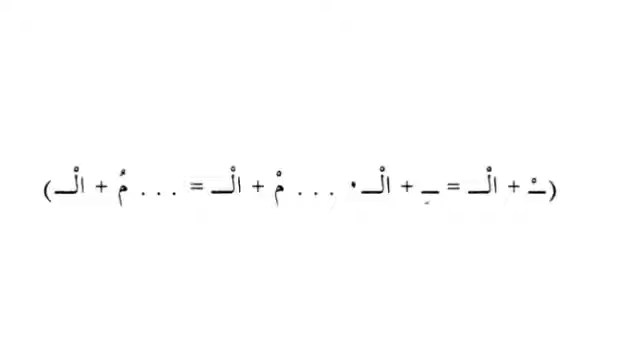 (ـْ + الْـ = ـِ + الْـ ، ... مْ + الْـ = ... مُ + الْـ)